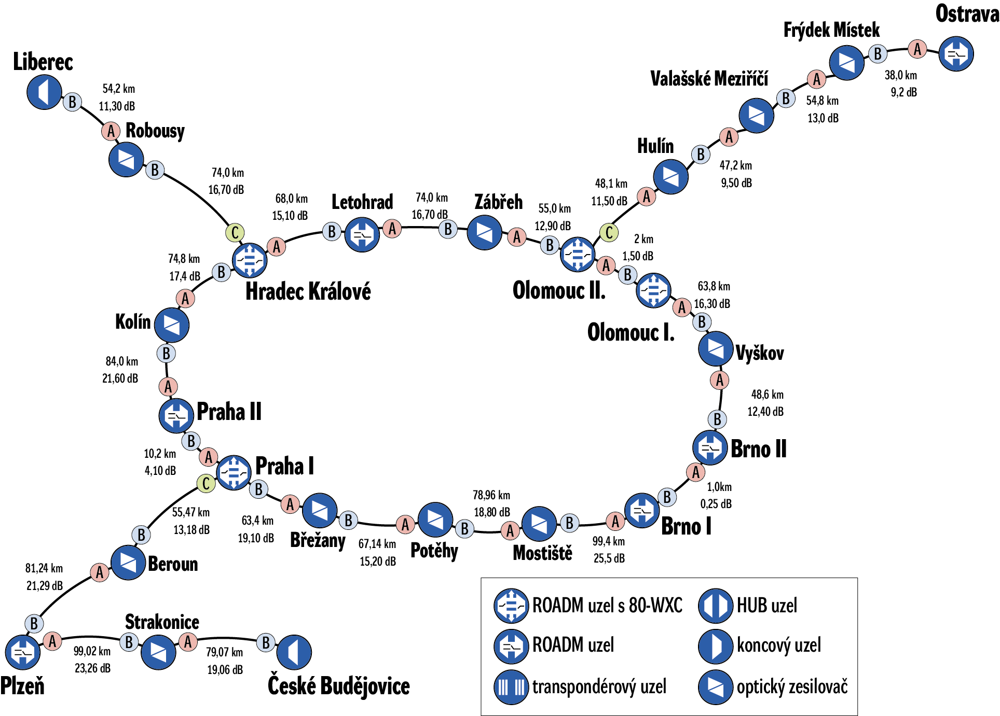 Ostrava
Frýdek Místek
B
A
38,0 km
9,2 dB
Valašské Meziříčí
A
B
54,8 km
13,0 dB
Liberec
B
54,2 km
11,30 dB
A
Robousy
B
74,0 km
16,70 dB
C
Hulín
B
A
47,2 km
9,50 dB
48,1 km
11,50 dB
A
C
68,0 km
15,10 dB
Letohrad
B
A
74,0 km
16,70 dB
B
Zábřeh
A
55,0 km
12,90 dB
B
A
Hradec Králové
74,8 km
17,4 dB
B
A
Kolín
B
84,0 km
21,60 dB
A
Olomouc II.
2 km
1,50 dB
A
B
Olomouc I.
63,8 km
16,30 dB
A
B
Vyškov
A
48,6 km
12,40 dB
B
Brno II
A
1,0km
0,25 dB
B
Brno I
Praha II
B
10,2 km
4,10 dB
A
Praha I
C
B
55,47 km
13,18 dB
B
63,4 km
19,10 dB
A
Břežany
B
67,14 km
15,20 dB
A
Potěhy
B
78,96 km
18,80 dB
A
Mostiště
B
A
99,4 km
25,5 dB
Beroun
A
81,24 km
21,29 dB
B
Plzeň
A
99,02 km
23,26 dB
B
Strakonice
A
79,07 km
19,06 dB
B
České Budějovice
ROADM uzel s 80-WXC
HUB uzel
ROADM uzel
koncový uzel
transpondérový uzel
optický zesilovač